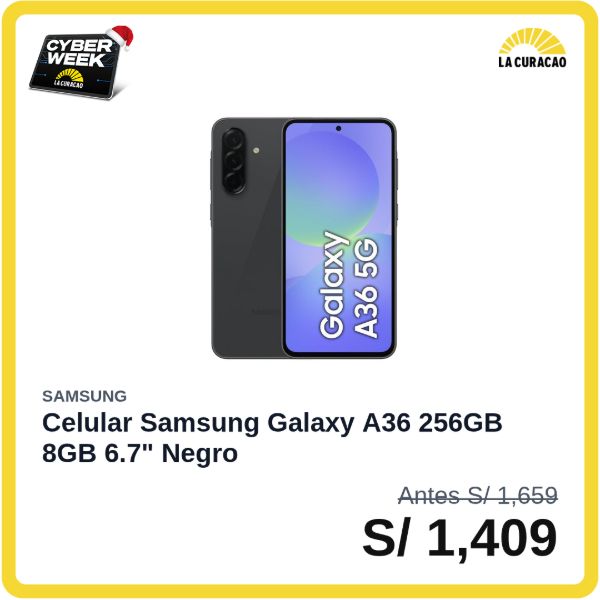 CYBER
WEEK
LA CURACAO
LA CURACAO
Galaxy
A36 5G
SAMSUNG
Celular Samsung Galaxy A36 256GB
8GB 6.7" Negro
Antes S/ 1,659
S/ 1,409